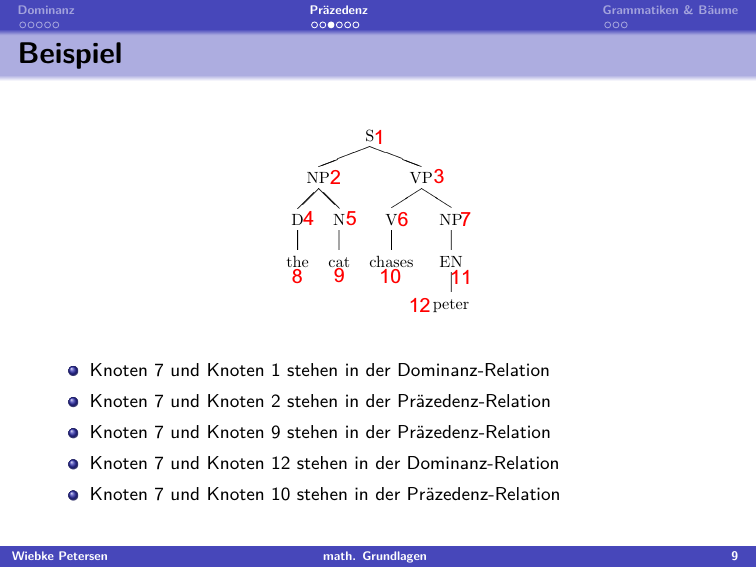 Dominanz Präzedenz Grammatiken & Bäume
Beispiel
S1
NP2 VP3
D4 N5 V6 NP7
the cat chases EN
8 9 10 11
12 peter
Knoten 7 und Knoten 1 stehen in der Dominanz-Relation
Knoten 7 und Knoten 2 stehen in der Präzedenz-Relation
Knoten 7 und Knoten 9 stehen in der Präzedenz-Relation
Knoten 7 und Knoten 12 stehen in der Dominanz-Relation
Knoten 7 und Knoten 10 stehen in der Präzedenz-Relation
Wiebke Petersen math. Grundlagen 9